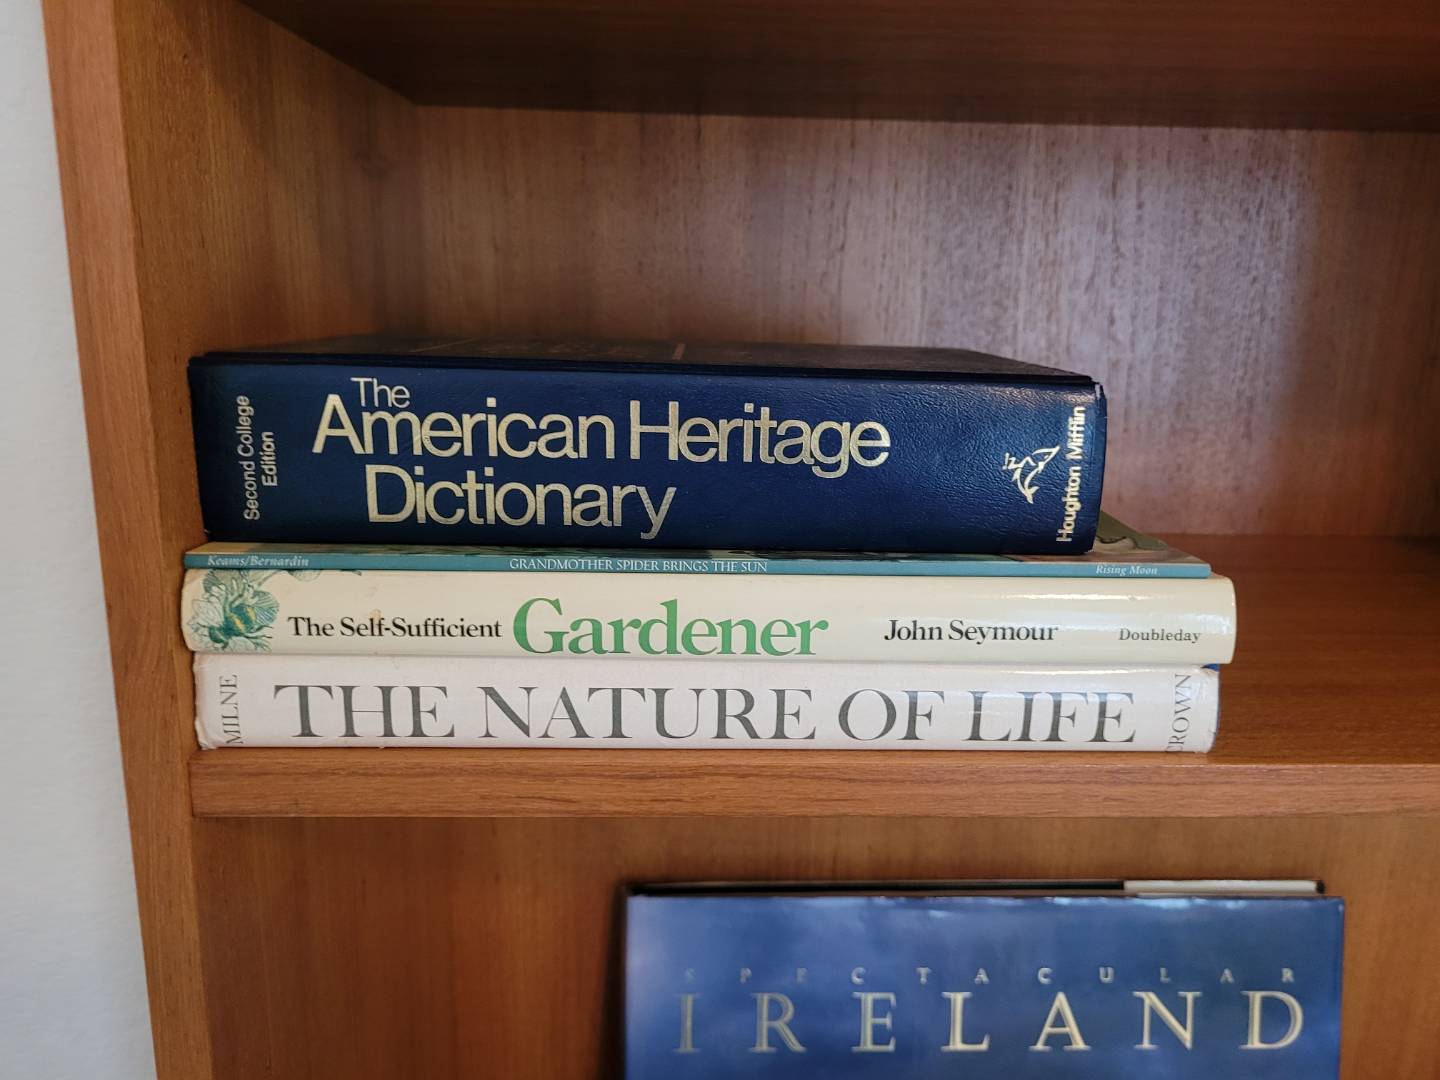 Second College
Edition
The
American Heritage
Dictionary
Houghton Mifflin
Keams/Bernardin
GRANDMOTHER SPIDER BRINGS THE SUN
Rising Moon
The Self-Sufficient Gardener
John Seymour
Doubleday
MILNE
THE NATURE OF LIFE
CROWN
SPECTACULAR
IRELAND